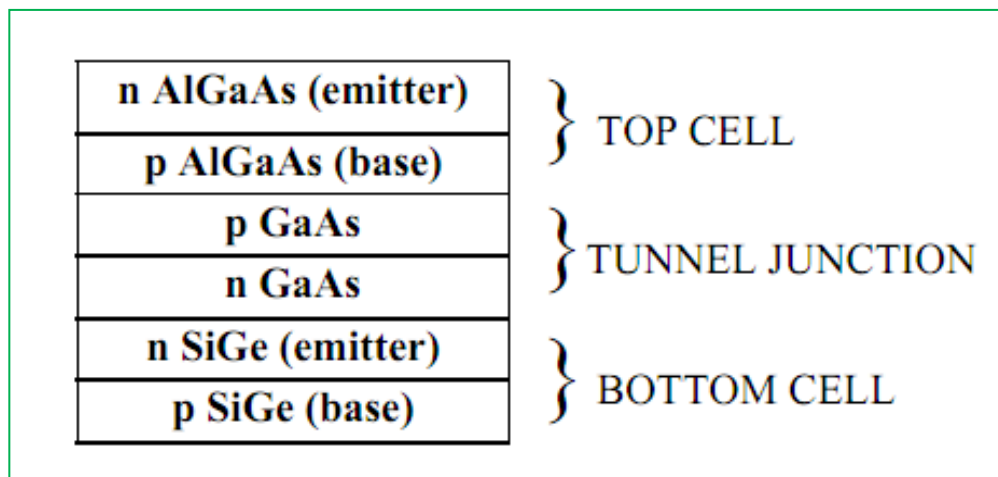 n AlGaAs (emitter)
p AlGaAs (base)
TOP CELL
p GaAs
n GaAs
TUNNEL JUNCTION
n SiGe (emitter)
p SiGe (base)
BOTTOM CELL